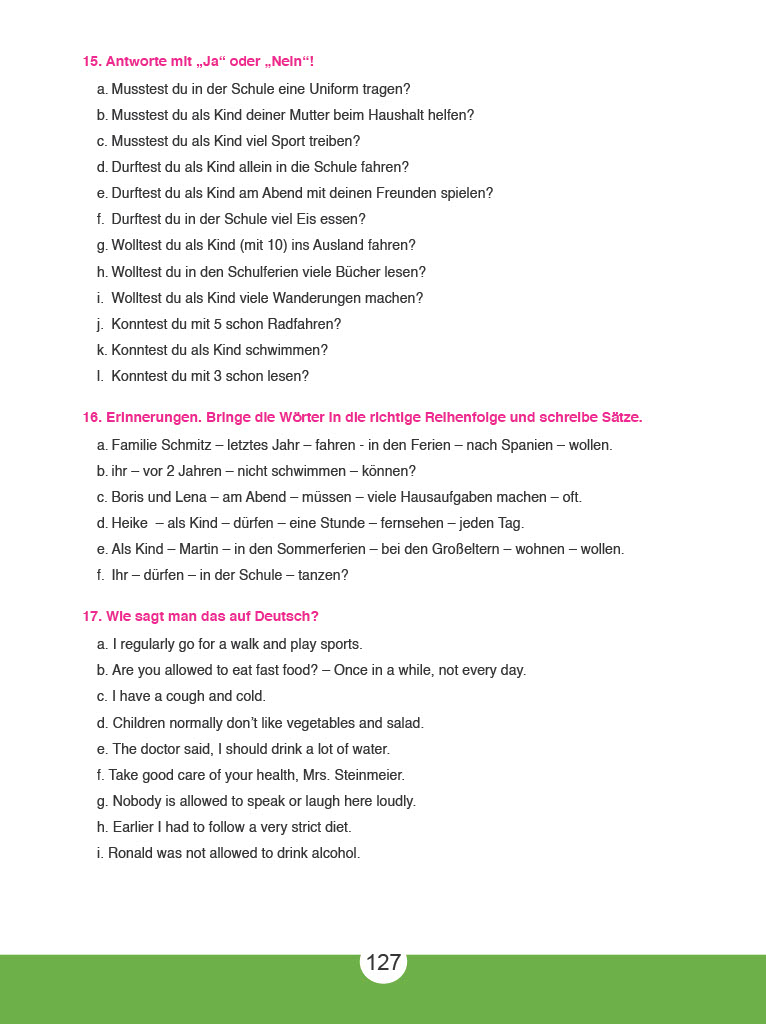 15. Antworte mit „Ja“ oder „Nein“!
a. Musstest du in der Schule eine Uniform tragen?
b. Musstest du als Kind deiner Mutter beim Haushalt helfen?
c. Musstest du als Kind viel Sport treiben?
d. Durftest du als Kind allein in die Schule fahren?
e. Durftest du als Kind am Abend mit deinen Freunden spielen?
f. Durftest du in der Schule viel Eis essen?
g. Wolltest du als Kind (mit 10) ins Ausland fahren?
h. Wolltest du in den Schulferien viele Bücher lesen?
i. Wolltest du als Kind viele Wanderungen machen?
j. Konntest du mit 5 schon Radfahren?
k. Konntest du als Kind schwimmen?
l. Konntest du mit 3 schon lesen?
16. Erinnerungen. Bringe die Wörter in die richtige Reihenfolge und schreibe Sätze.
a. Familie Schmitz – letztes Jahr – fahren - in den Ferien – nach Spanien – wollen.
b. ihr – vor 2 Jahren – nicht schwimmen – können?
c. Boris und Lena – am Abend – müssen – viele Hausaufgaben machen – oft.
d. Heike – als Kind – dürfen – eine Stunde – fernsehen – jeden Tag.
e. Als Kind – Martin – in den Sommerferien – bei den Großeltern – wohnen – wollen.
f. Ihr – dürfen – in der Schule – tanzen?
17. Wie sagt man das auf Deutsch?
a. I regularly go for a walk and play sports.
b. Are you allowed to eat fast food? – Once in a while, not every day.
c. I have a cough and cold.
d. Children normally don’t like vegetables and salad.
e. The doctor said, I should drink a lot of water.
f. Take good care of your health, Mrs. Steinmeier.
g. Nobody is allowed to speak or laugh here loudly.
h. Earlier I had to follow a very strict diet.
i. Ronald was not allowed to drink alcohol.
127